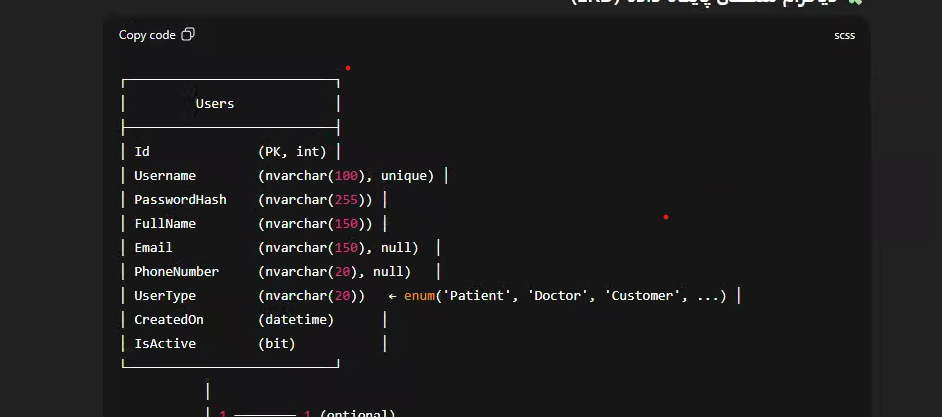 (ERD)
Copy code
scss
Users
Id (PK, int)
Username (nvarchar(100), unique)
PasswordHash (nvarchar(255))
FullName (nvarchar(150))
Email (nvarchar(150), null)
PhoneNumber (nvarchar(20), null)
UserType (nvarchar(20)) ← enum('Patient', 'Doctor', 'Customer', ...)
CreatedOn (datetime)
IsActive (bit)
1 ──────── 1 (optional)